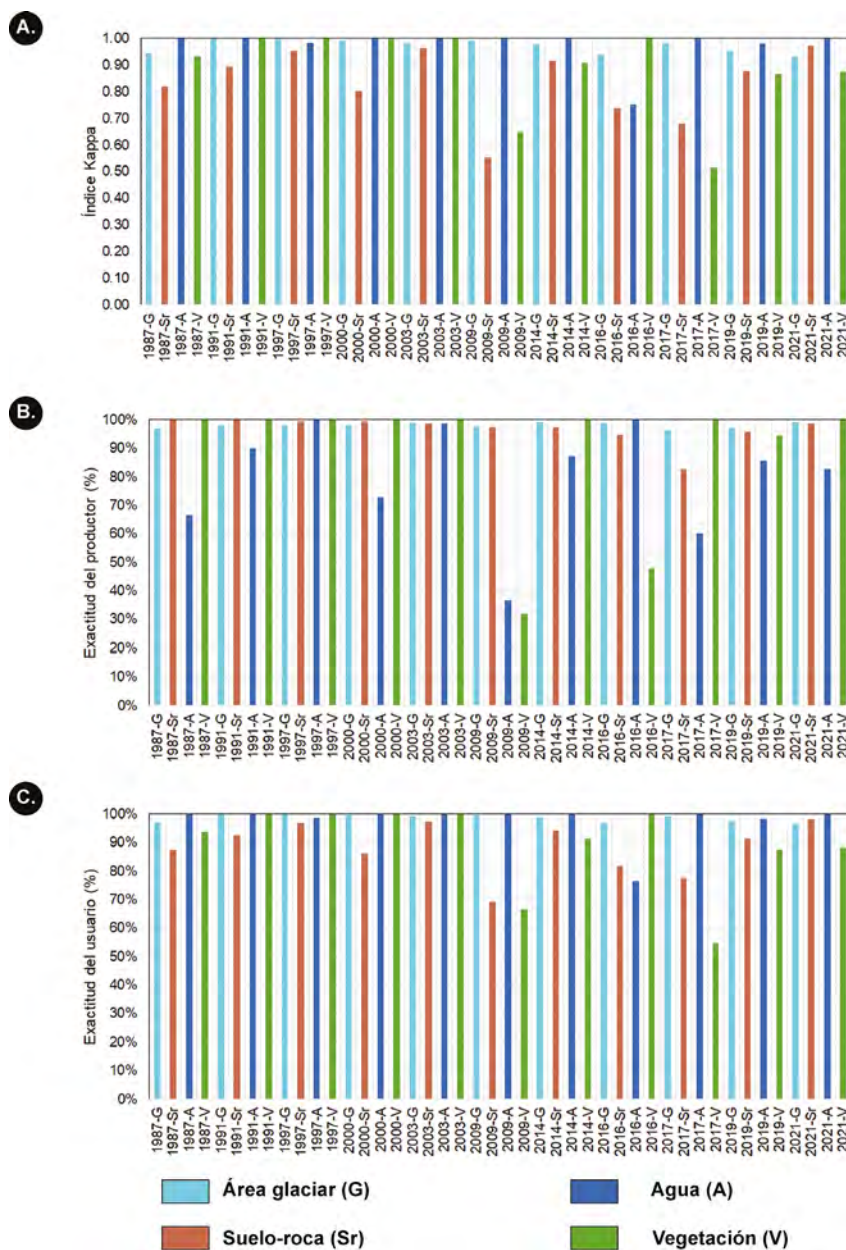 A.
Índice Kappa
1.00
0.90
0.80
0.70
0.60
0.50
0.40
0.30
0.20
0.10
0.00
1987-G
1987-Sr
1987-A
1987-V
1991-G
1991-Sr
1991-A
1991-V
1997-G
1997-Sr
1997-A
1997-V
2000-G
2000-Sr
2000-A
2000-V
2003-G
2003-Sr
2003-A
2003-V
2009-G
2009-Sr
2009-A
2009-V
2014-G
2014-Sr
2014-A
2014-V
2016-G
2016-Sr
2016-A
2016-V
2017-G
2017-Sr
2017-A
2017-V
2019-G
2019-Sr
2019-A
2019-V
2021-G
2021-Sr
2021-A
2021-V
B.
Exactitud del productor (%)
100%
90%
80%
70%
60%
50%
40%
30%
20%
10%
0%
1987-G
1987-Sr
1987-A
1987-V
1991-G
1991-Sr
1991-A
1991-V
1997-G
1997-Sr
1997-A
1997-V
2000-G
2000-Sr
2000-A
2000-V
2003-G
2003-Sr
2003-A
2003-V
2009-G
2009-Sr
2009-A
2009-V
2014-G
2014-Sr
2014-A
2014-V
2016-G
2016-Sr
2016-A
2016-V
2017-G
2017-Sr
2017-A
2017-V
2019-G
2019-Sr
2019-A
2019-V
2021-G
2021-Sr
2021-A
2021-V
C.
Exactitud del usuario (%)
100%
90%
80%
70%
60%
50%
40%
30%
20%
10%
0%
1987-G
1987-Sr
1987-A
1987-V
1991-G
1991-Sr
1991-A
1991-V
1997-G
1997-Sr
1997-A
1997-V
2000-G
2000-Sr
2000-A
2000-V
2003-G
2003-Sr
2003-A
2003-V
2009-G
2009-Sr
2009-A
2009-V
2014-G
2014-Sr
2014-A
2014-V
2016-G
2016-Sr
2016-A
2016-V
2017-G
2017-Sr
2017-A
2017-V
2019-G
2019-Sr
2019-A
2019-V
2021-G
2021-Sr
2021-A
2021-V
Área glaciar (G)
Agua (A)
Suelo-roca (Sr)
Vegetación (V)